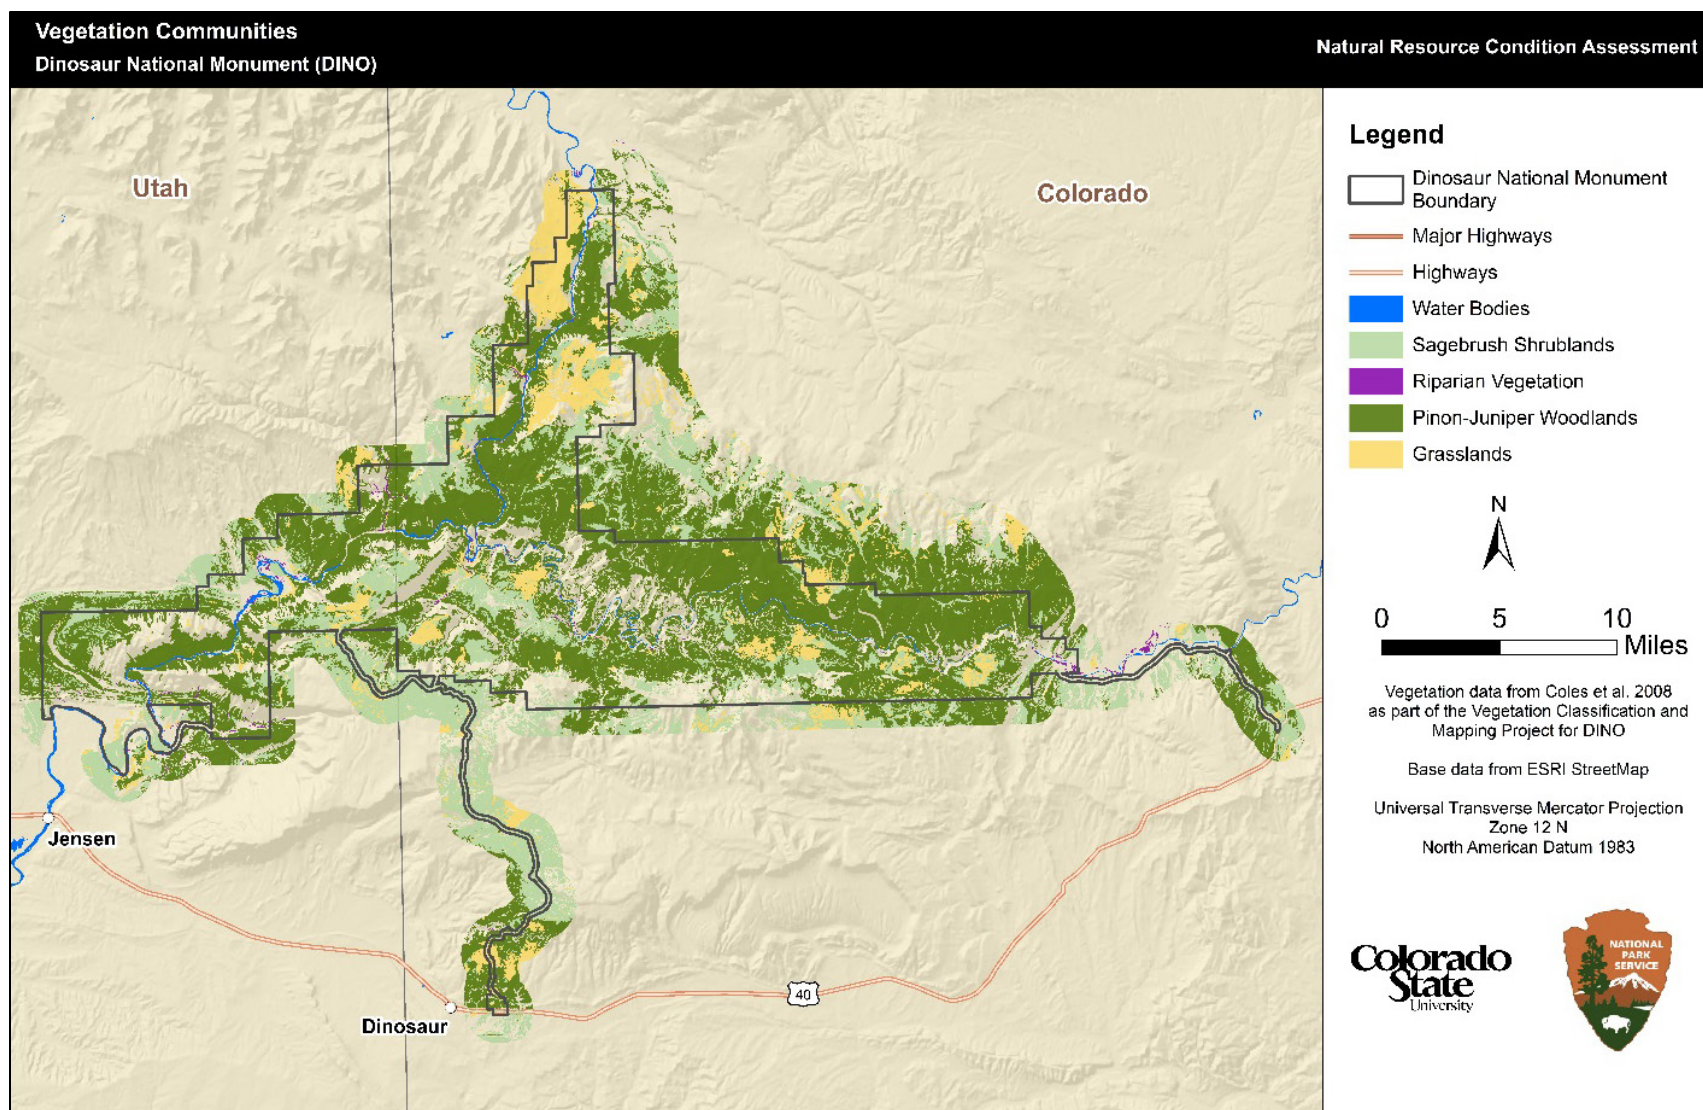 Vegetation Communities
Dinosaur National Monument (DINO)
Natural Resource Condition Assessment
Utah
Colorado
Jensen
Dinosaur
40
Legend
Dinosaur National Monument
Boundary
Major Highways
Highways
Water Bodies
Sagebrush Shrublands
Riparian Vegetation
Pinon-Juniper Woodlands
Grasslands
N
0 5 10
Miles
Vegetation data from Coles et al. 2008
as part of the Vegetation Classification and
Mapping Project for DINO
Base data from ESRI StreetMap
Universal Transverse Mercator Projection
Zone 12 N
North American Datum 1983
Colorado
State
University
NATIONAL
PARK
SERVICE